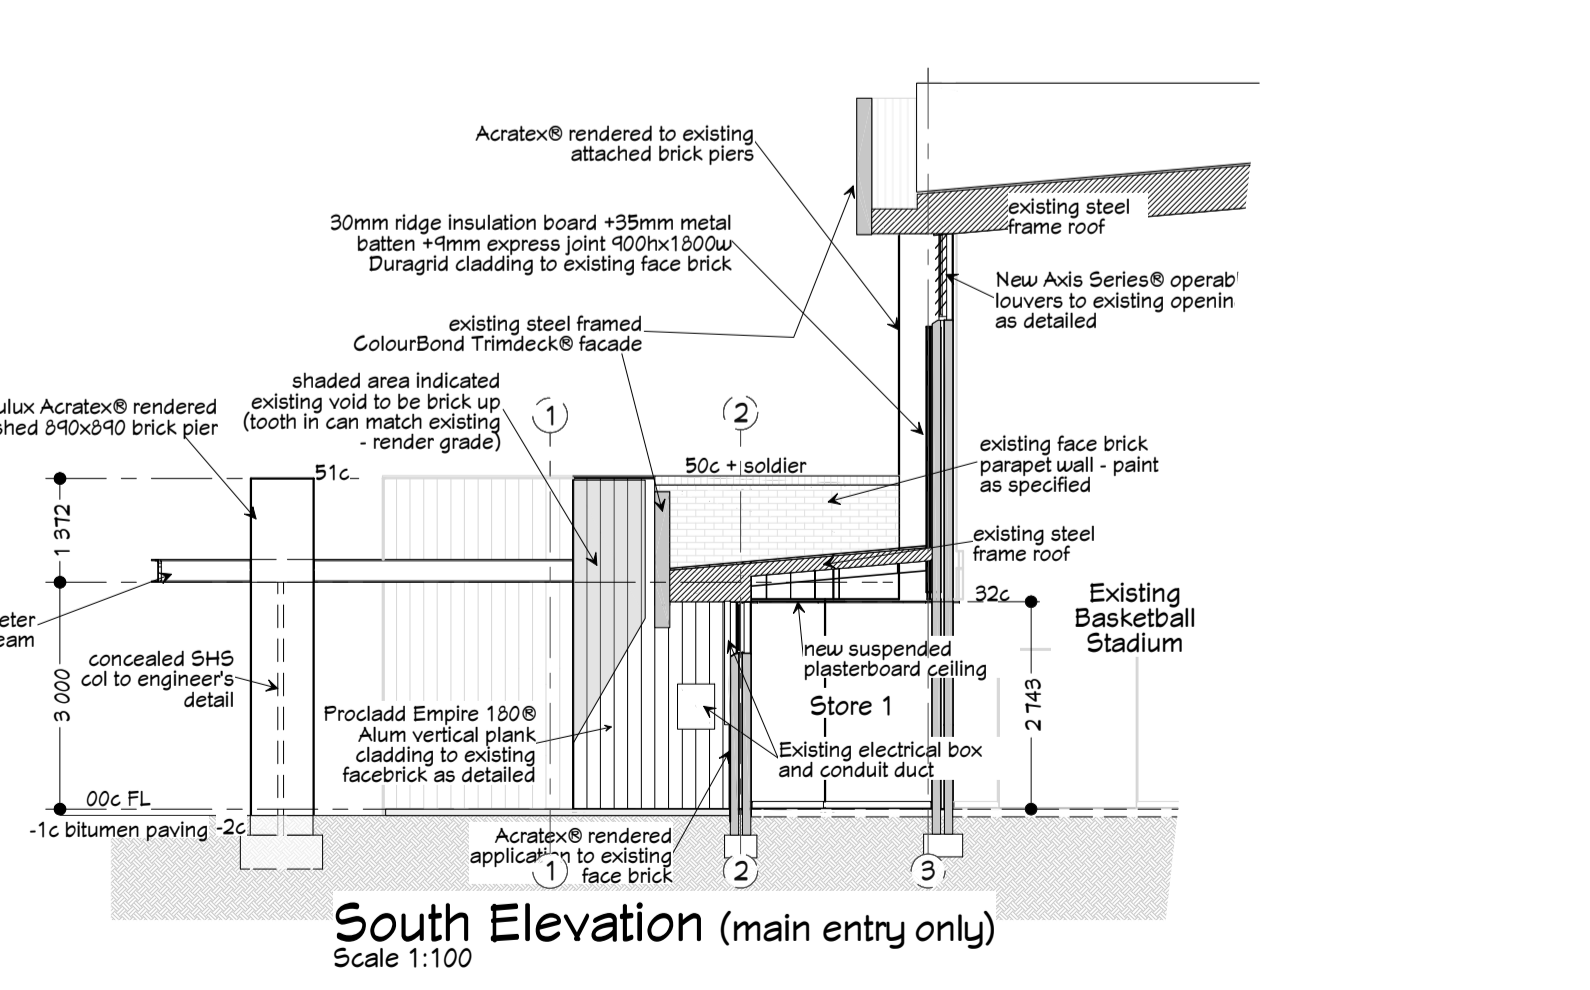 Acratex® rendered to existing
attached brick piers
existing steel
frame roof
30mm ridge insulation board +35mm metal
batten +9mm express joint 900hx1800w
Duragrid cladding to existing face brick
New Axis Series® operab
louvers to existing openin
as detailed
existing steel framed
ColourBond Trimdeck® facade
shaded area indicated
existing void to be brick up
(tooth in can match existing
- render grade)
ulux Acratex® rendered
shed 890x890 brick pier
1
2
51c
50c + soldier
existing face brick
parapet wall - paint
as specified
1 372
existing steel
frame roof
32c
Existing
Basketball
Stadium
eter
eam
concealed SHS
col to engineer's
detail
3 000
new suspended
plasterboard ceiling
Store 1
2 743
Procladd Empire 180®
Alum vertical plank
cladding to existing
facebrick as detailed
Existing electrical box
and conduit duct
00c FL
-1c bitumen paving
-2c
Acratex® rendered
application to existing
face brick
1
2
3
South Elevation (main entry only)
Scale 1:100